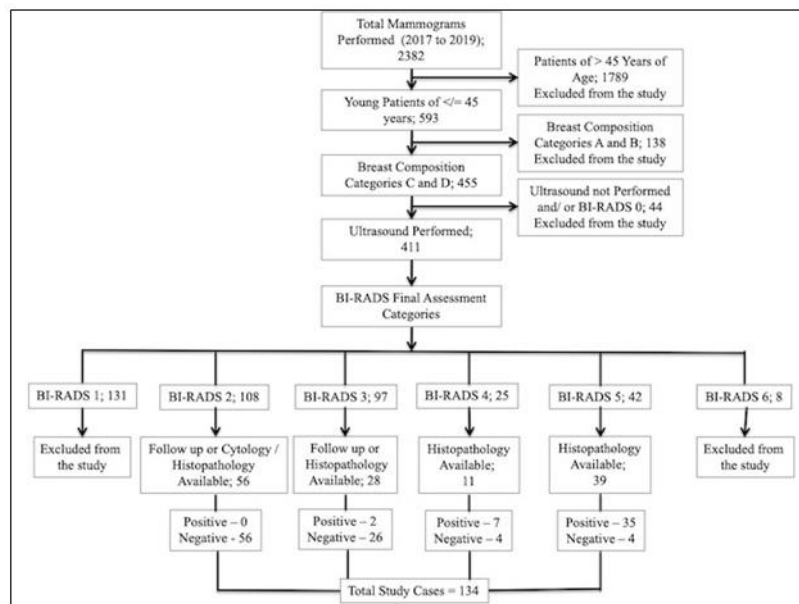 Total Mammograms
Performed (2017 to 2019);
2382
Patients of > 45 Years of
Age; 1789
Excluded from the study
Young Patients of </= 45
years; 593
Breast Composition
Categories A and B; 138
Excluded from the study
Breast Composition
Categories C and D; 455
Ultrasound not Performed
and/ or BI-RADS 0; 44
Excluded from the study
Ultrasound Performed;
411
BI-RADS Final Assessment
Categories
BI-RADS 1; 131
BI-RADS 2; 108
BI-RADS 3; 97
BI-RADS 4; 25
BI-RADS 5; 42
BI-RADS 6; 8
Excluded from
the study
Follow up or Cytology /
Histopathology
Available; 56
Follow up or
Histopathology
Available; 28
Histopathology
Available;
11
Histopathology
Available;
39
Excluded from
the study
Positive – 0
Negative - 56
Positive – 2
Negative – 26
Positive – 7
Negative – 4
Positive – 35
Negative – 4
Total Study Cases = 134